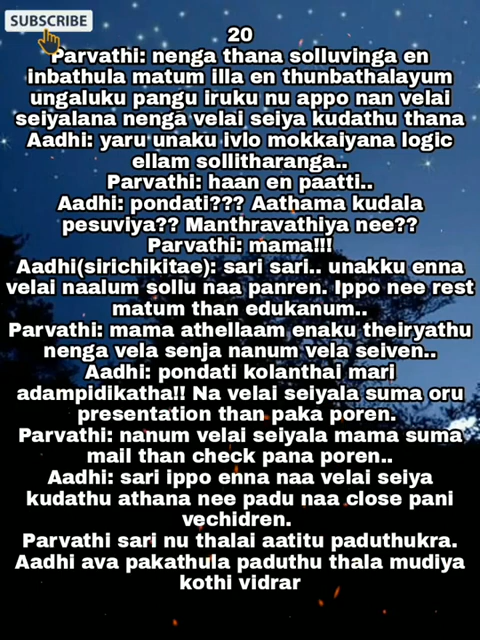 SUBSCRIBE
20
Parvathi: nenga thana solluvinga en
inbathula matum illa en thunbathalayum
ungaluku pangu iruku nu appo nan velai
seiyalana nenga velai seiya kudathu thana
Aadhi: yaru unaku ivlo mokkaiyana logic
ellam sollitharanga..
Parvathi: haan en paatti..
Aadhi: pondati??? Aathama kudala
pesuviya?? Manthravathiya nee??
Parvathi: mama!!!
Aadhi(sirichikitae): sari sari.. unakku enna
velai naalum sollu naa panren. Ippo nee rest
matum than edukanum..
Parvathi: mama athellaam enaku theiryathu
nenga vela senja nanum vela seiven..
Aadhi: pondati kolanthai mari
adampidikatha!! Na velai seiyala suma oru
presentation than paka poren.
Parvathi: nanum velai seiyala mama suma
mail than check pana poren..
Aadhi: sari ippo enna naa velai seiya
kudathu athana nee padu naa close pani
vechidren.
Parvathi sari nu thalai aatitu paduthukra.
Aadhi ava pakathula paduthu thala mudiya
kothi vidrar